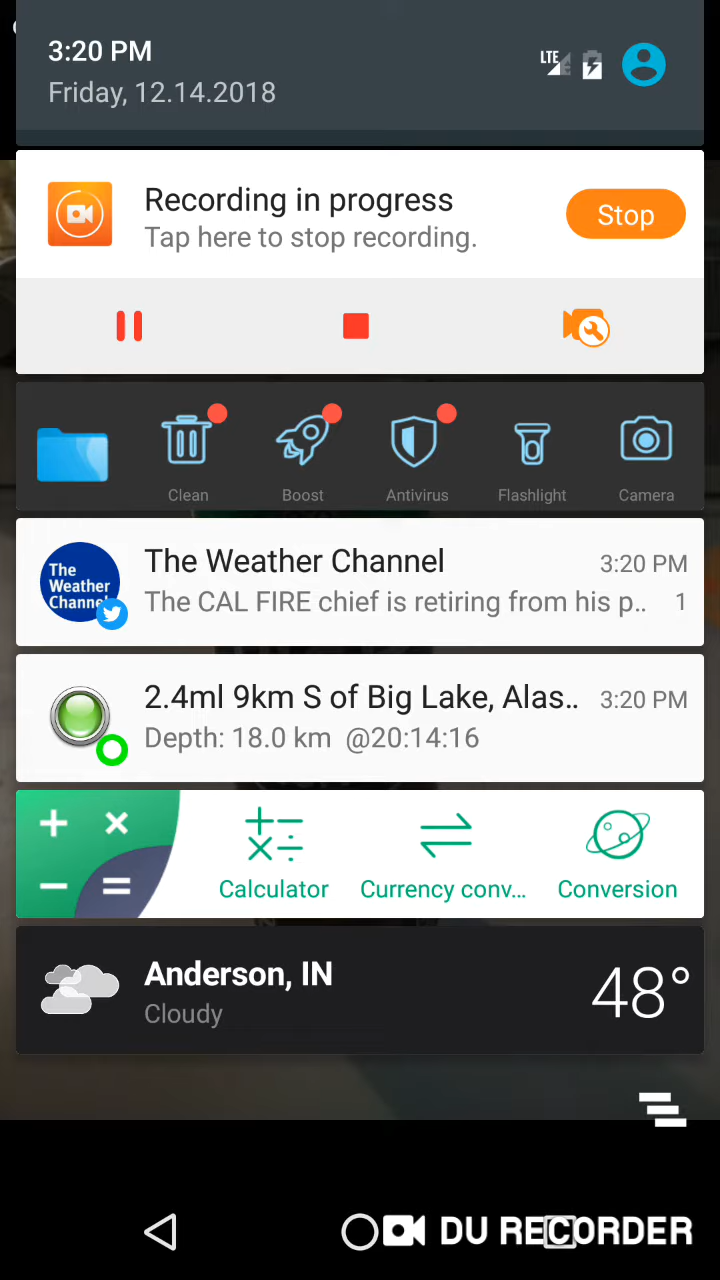 3:20 PM
LTE
Friday, 12.14.2018
Recording in progress
Tap here to stop recording.
Stop
Clean
Boost
Antivirus
Flashlight
Camera
The Weather Channel
3:20 PM
The CAL FIRE chief is retiring from his p..
1
The
Weather
Channel
2.4ml 9km S of Big Lake, Alas..
3:20 PM
Depth: 18.0 km @20:14:16
+ ×
− =
Calculator
Currency conv...
Conversion
Anderson, IN
48°
Cloudy
DU RECORDER